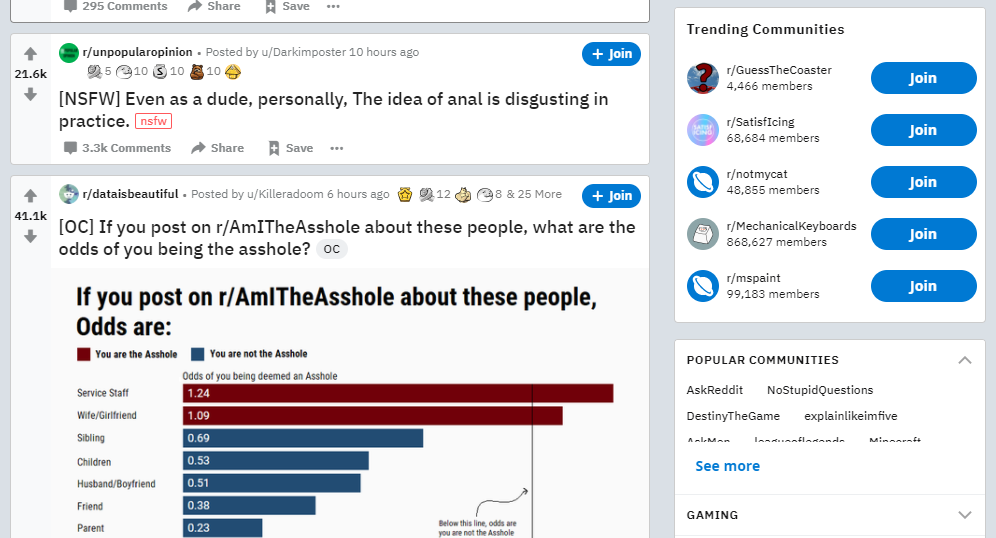 295 Comments Share Save
21.6k
r/unpopularopinion • Posted by u/Darkimposter 10 hours ago
+ Join
5 10 10 10
[NSFW] Even as a dude, personally, The idea of anal is disgusting in
practice. nsfw
3.3k Comments Share Save
41.1k
r/dataisbeautiful • Posted by u/Killeradoom 6 hours ago 12 8 & 25 More
+ Join
[OC] If you post on r/AmITheAsshole about these people, what are the
odds of you being the asshole? OC
If you post on r/AmITheAsshole about these people,
Odds are:
You are the Asshole You are not the Asshole
Odds of you being deemed an Asshole
Service Staff 1.24
Wife/Girlfriend 1.09
Sibling 0.69
Children 0.53
Husband/Boyfriend 0.51
Friend 0.38
Parent 0.23
Below this line, odds are
you are not the Asshole
Trending Communities
r/GuessTheCoaster
4,466 members
Join
r/SatisfIcing
68,684 members
Join
r/notmycat
48,855 members
Join
r/MechanicalKeyboards
868,627 members
Join
r/mspaint
99,183 members
Join
POPULAR COMMUNITIES
AskReddit NoStupidQuestions
DestinyTheGame explainlikeimfive
AskMen leagueoflegends Minecraft
See more
GAMING